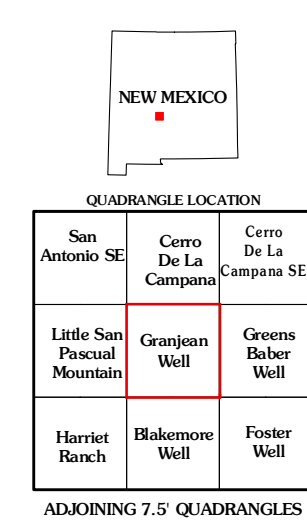 NEW MEXICO
QUADRANGLE LOCATION
San
Antonio SE
Cerro
De La
Campana
Cerro
De La
Campana SE
Little San
Pascual
Mountain
Granjean
Well
Greens
Baber
Well
Harriet
Ranch
Blakemore
Well
Foster
Well
ADJOINING 7.5' QUADRANGLES